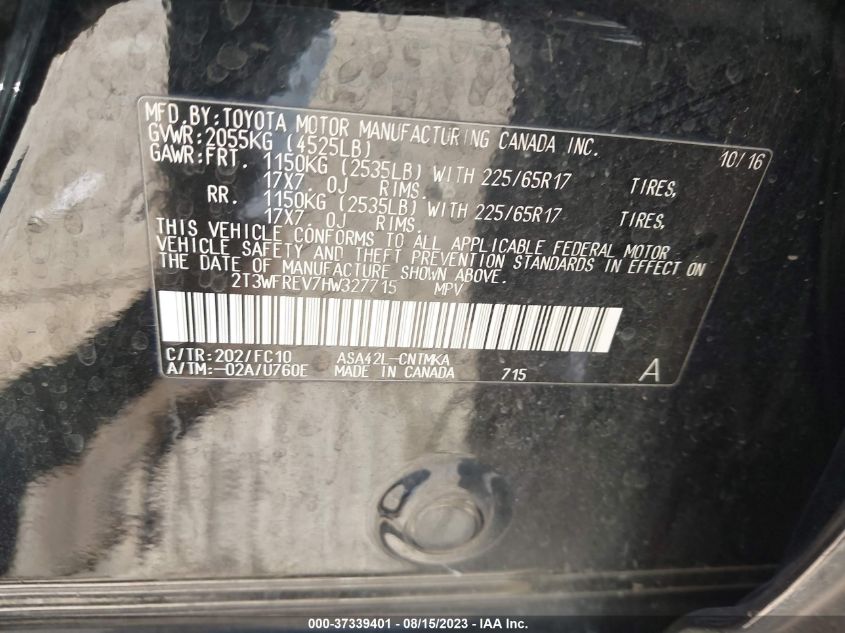 MFD. BY: TOYOTA MOTOR MANUFACTURING CANADA INC. 10/16
GVWR: 2055KG (4525LB)
GAWR: FRT. 1150KG (2535LB) WITH 225/65R17 TIRES,
17X7.0J RIMS.
RR. 1150KG (2535LB) WITH 225/65R17 TIRES,
17X7.0J RIMS.
THIS VEHICLE CONFORMS TO ALL APPLICABLE FEDERAL MOTOR
VEHICLE SAFETY AND THEFT PREVENTION STANDARDS IN EFFECT ON
THE DATE OF MANUFACTURE SHOWN ABOVE.
2T3WFREV7HW327715 MPV
C/TR: 202/FC10 ASA42L-CNTMKA
A/TM: -02A/U760E MADE IN CANADA 715 A
000-37339401 - 08/15/2023 - IAA Inc.